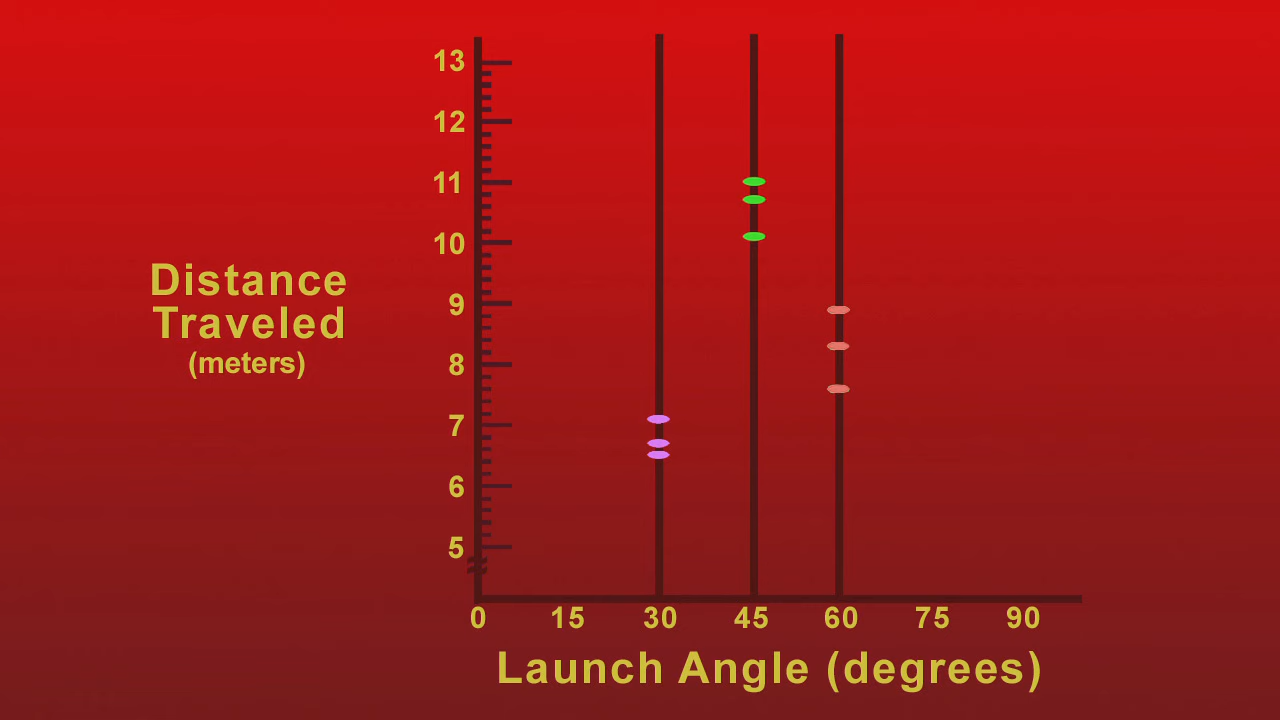 13
12
11
10
9
8
7
6
5
Distance
Traveled
(meters)
0 15 30 45 60 75 90
Launch Angle (degrees)